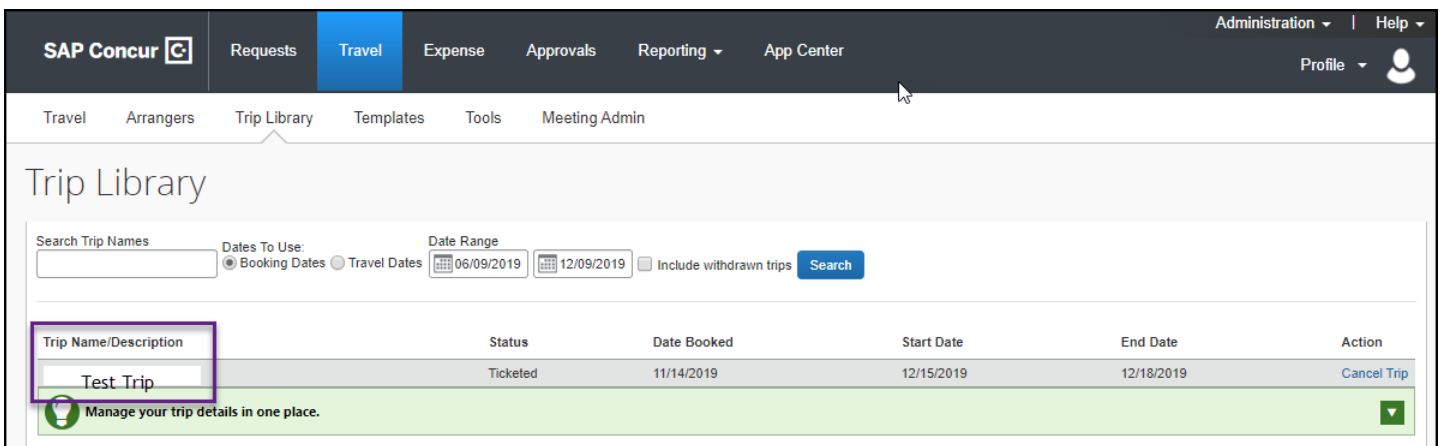 Administration | Help
SAP Concur C Requests Travel Expense Approvals Reporting App Center
Profile
Travel Arrangers Trip Library Templates Tools Meeting Admin
Trip Library
Search Trip Names Dates To Use: Date Range
Booking Dates Travel Dates 06/09/2019 12/09/2019 Include withdrawn trips Search
Trip Name/Description Status Date Booked Start Date End Date Action
Test Trip Ticketed 11/14/2019 12/15/2019 12/18/2019 Cancel Trip
Manage your trip details in one place.